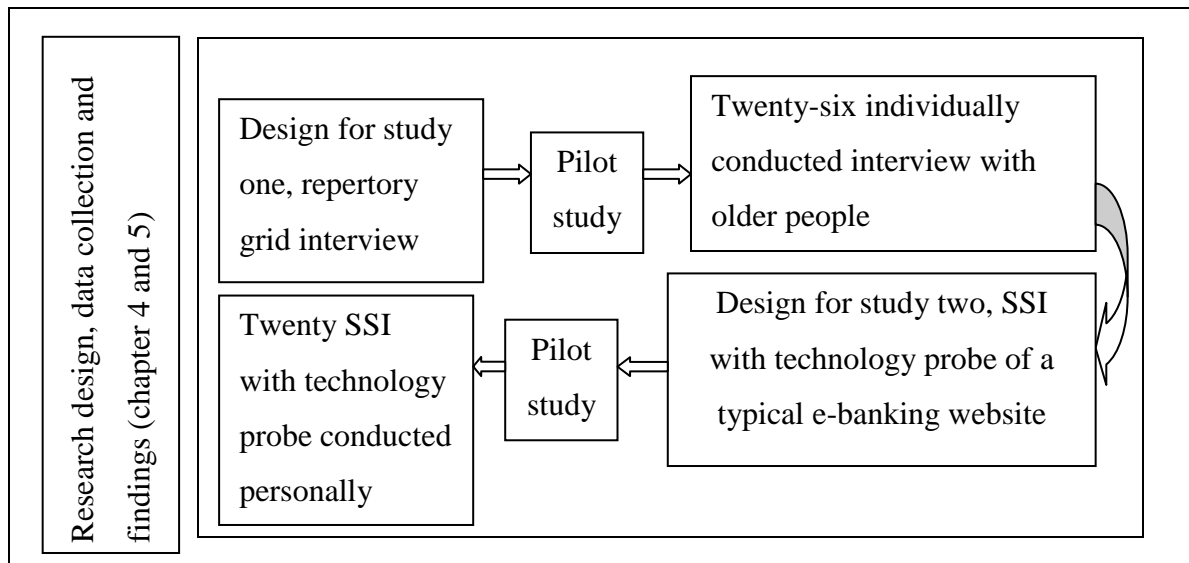 Research design, data collection and
findings (chapter 4 and 5)
Design for study
one, repertory
grid interview
Pilot
study
Twenty-six individually
conducted interview with
older people
Design for study two, SSI
with technology probe of a
typical e-banking website
Pilot
study
Twenty SSI
with technology
probe conducted
personally